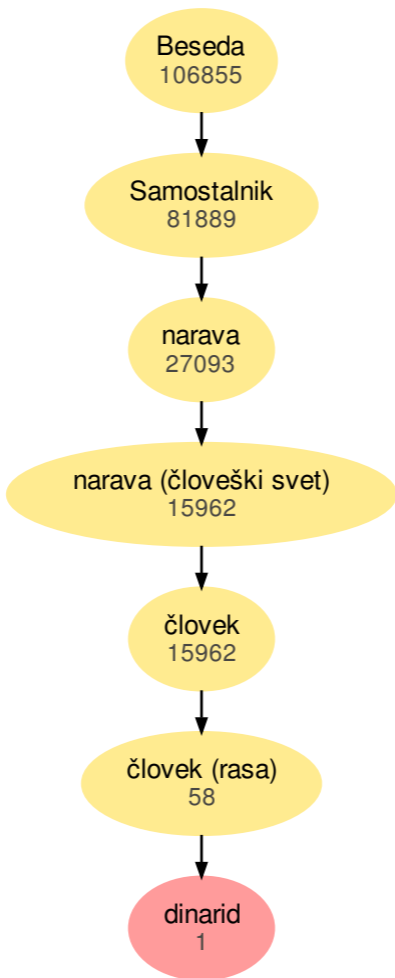 Beseda
106855
Samostalnik
81889
narava
27093
narava (človeški svet)
15962
človek
15962
človek (rasa)
58
dinarid
1